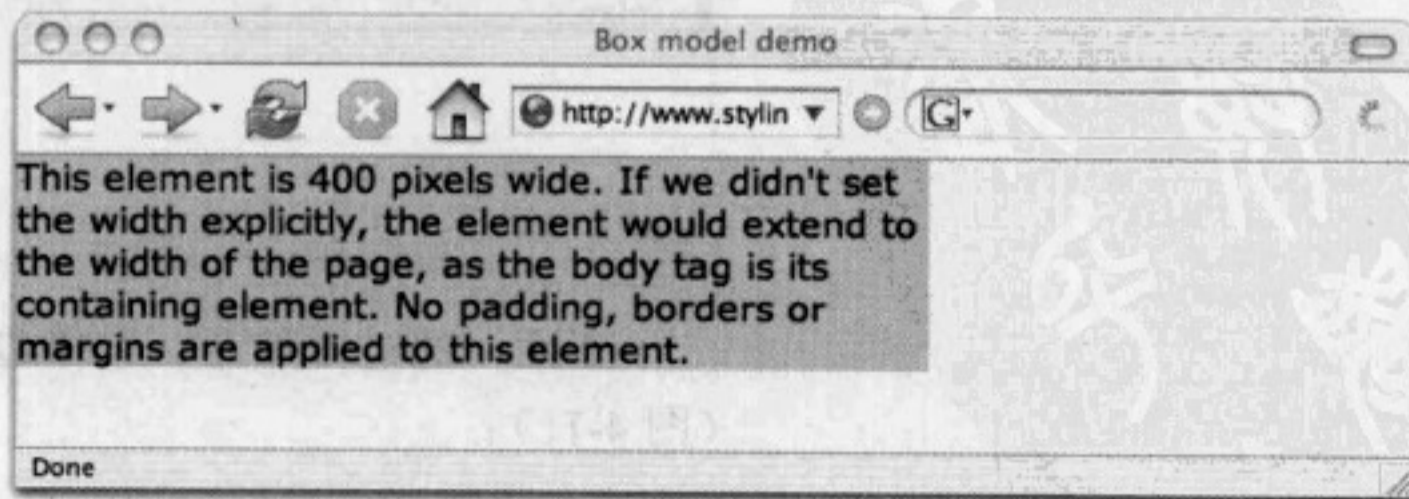 Box model demo
http://www.stylin
G
This element is 400 pixels wide. If we didn't set
the width explicitly, the element would extend to
the width of the page, as the body tag is its
containing element. No padding, borders or
margins are applied to this element.
Done